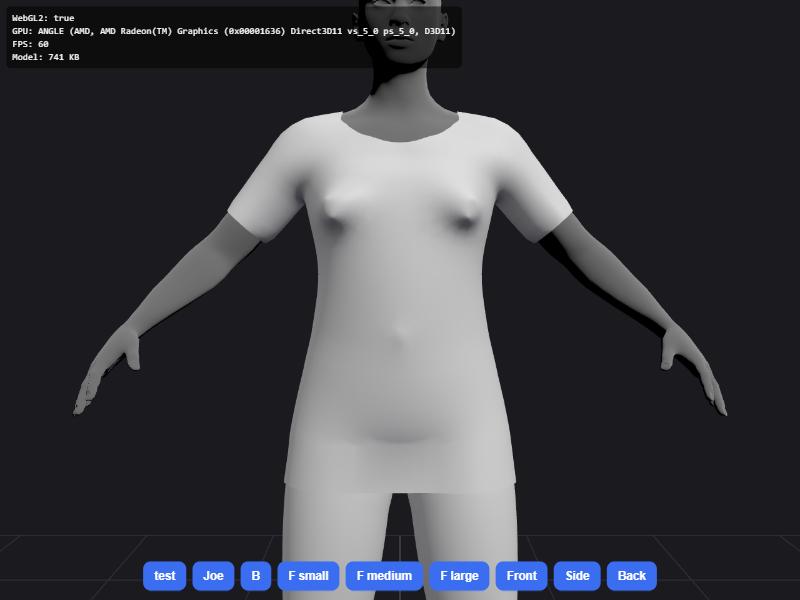 WebGL2: true
GPU: ANGLE (AMD, AMD Radeon(TM) Graphics (0x00001636) Direct3D11 vs_5_0 ps_5_0, D3D11)
FPS: 60
Model: 741 KB
test Joe B F small F medium F large Front Side Back